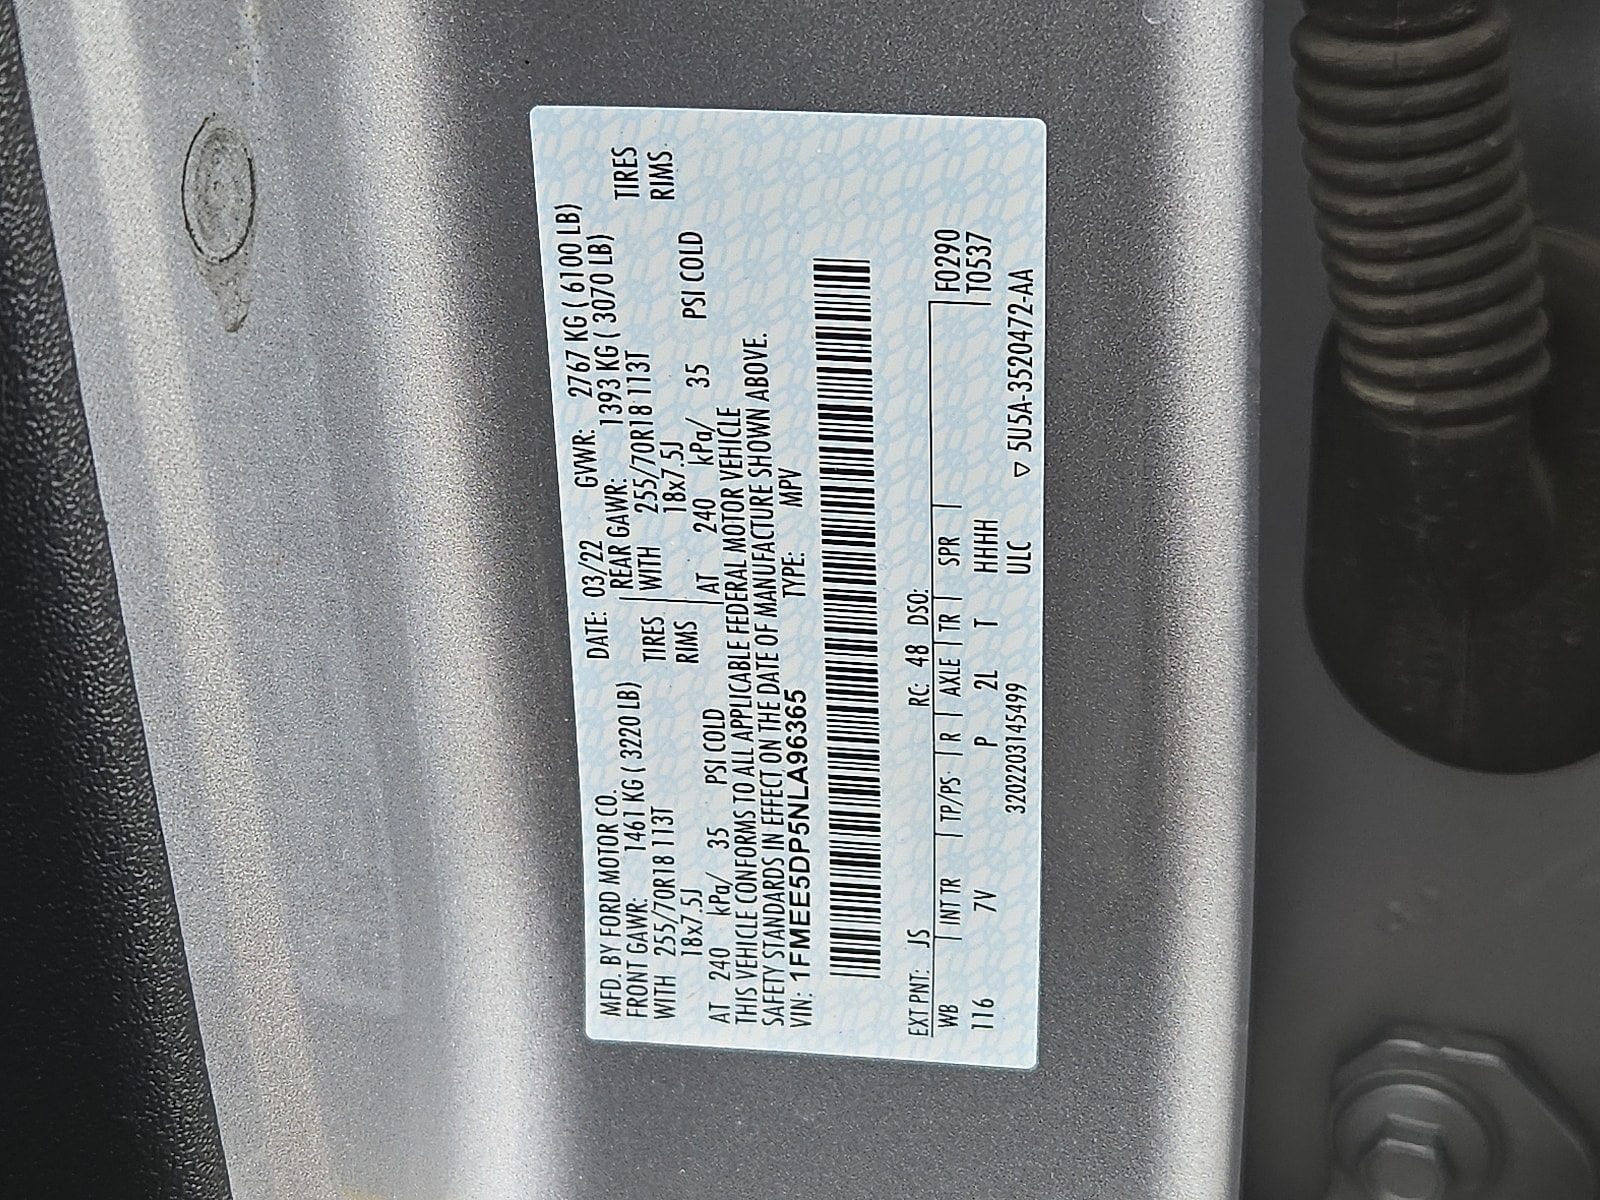 MFD. BY FORD MOTOR CO. DATE: 03/22 GVWR: 2767 KG ( 6100 LB)
FRONT GAWR: 1461 KG ( 3220 LB) REAR GAWR: 1393 KG ( 3070 LB)
WITH 255/70R18 113T TIRES WITH 255/70R18 113T TIRES
18x7.5J RIMS 18x7.5J RIMS
AT 240 kPa/ 35 PSI COLD AT 240 kPa/ 35 PSI COLD
THIS VEHICLE CONFORMS TO ALL APPLICABLE FEDERAL MOTOR VEHICLE
SAFETY STANDARDS IN EFFECT ON THE DATE OF MANUFACTURE SHOWN ABOVE.
VIN: 1FMEE5DP5NLA96365 TYPE: MPV
EXT PNT: JS RC: 48 DSO: F0290
WB INT TR TP/PS R AXLE TR SPR T0537
116 7V P 2L T HHHH
3202203145499 ULC ▽ 5U5A-3520472-AA